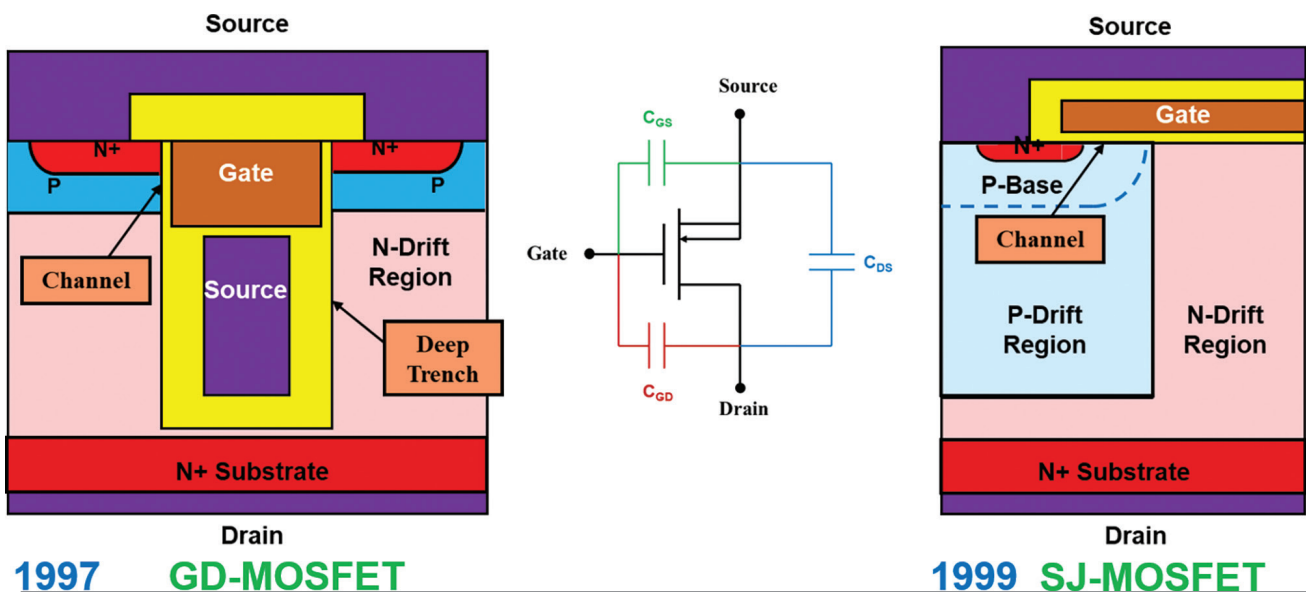 Source
N+
N+
Gate
P
P
Channel
N-Drift
Region
Source
Deep
Trench
N+ Substrate
Drain
1997 GD-MOSFET
Source
CGS
Gate
CDS
CGD
Drain
Source
Gate
N+
P-Base
Channel
P-Drift
Region
N-Drift
Region
N+ Substrate
Drain
1999 SJ-MOSFET